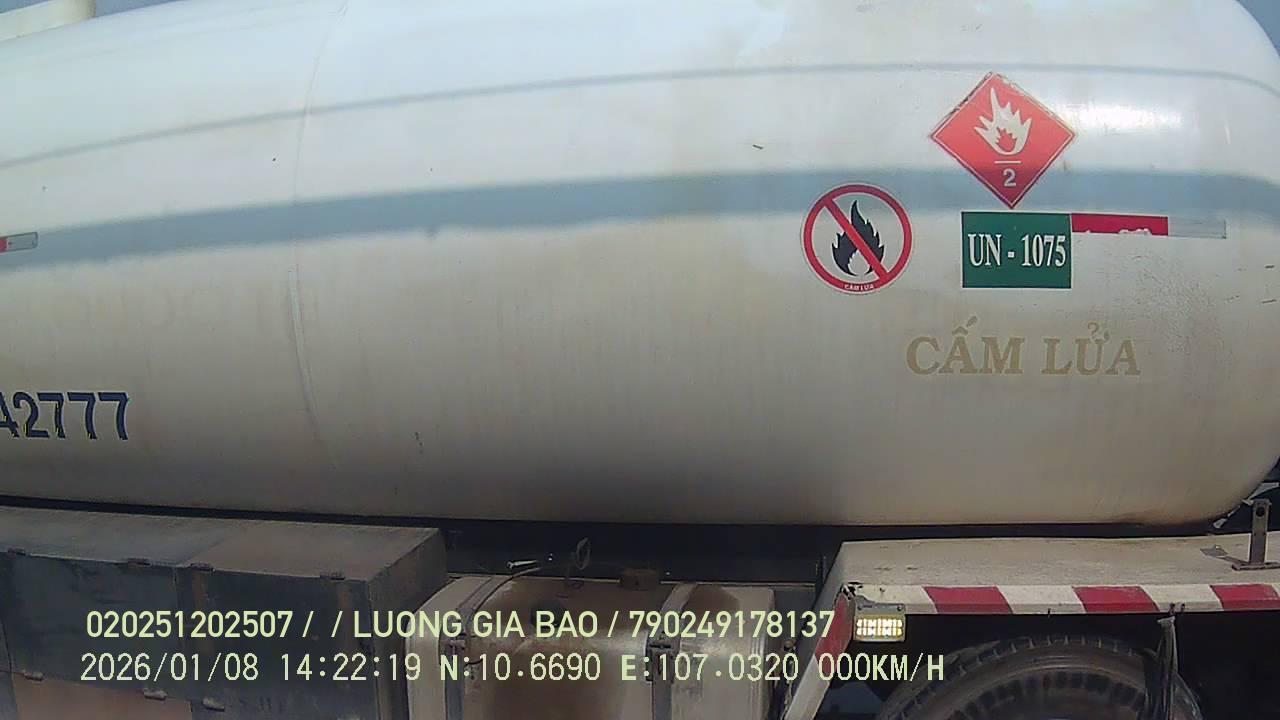 2
CẤM LỬA
UN - 1075
CẤM LỬA
A2777
020251202507 / / LUONG GIA BAO / 790249178137
2026/01/08 14:22:19 N:10.6690 E:107.0320 000KM/H